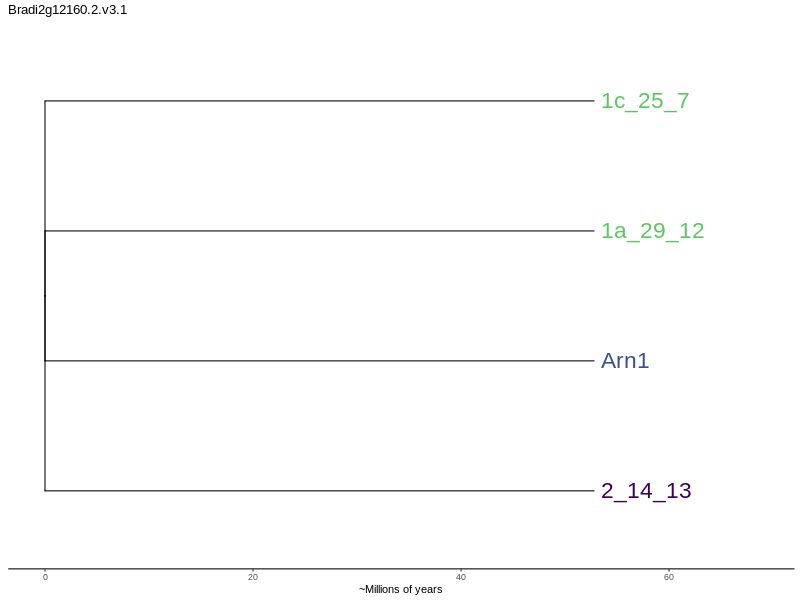 Bradi2g12160.2.v3.1
1c_25_7
1a_29_12
Arn1
2_14_13
0 20 40 60
~Millions of years